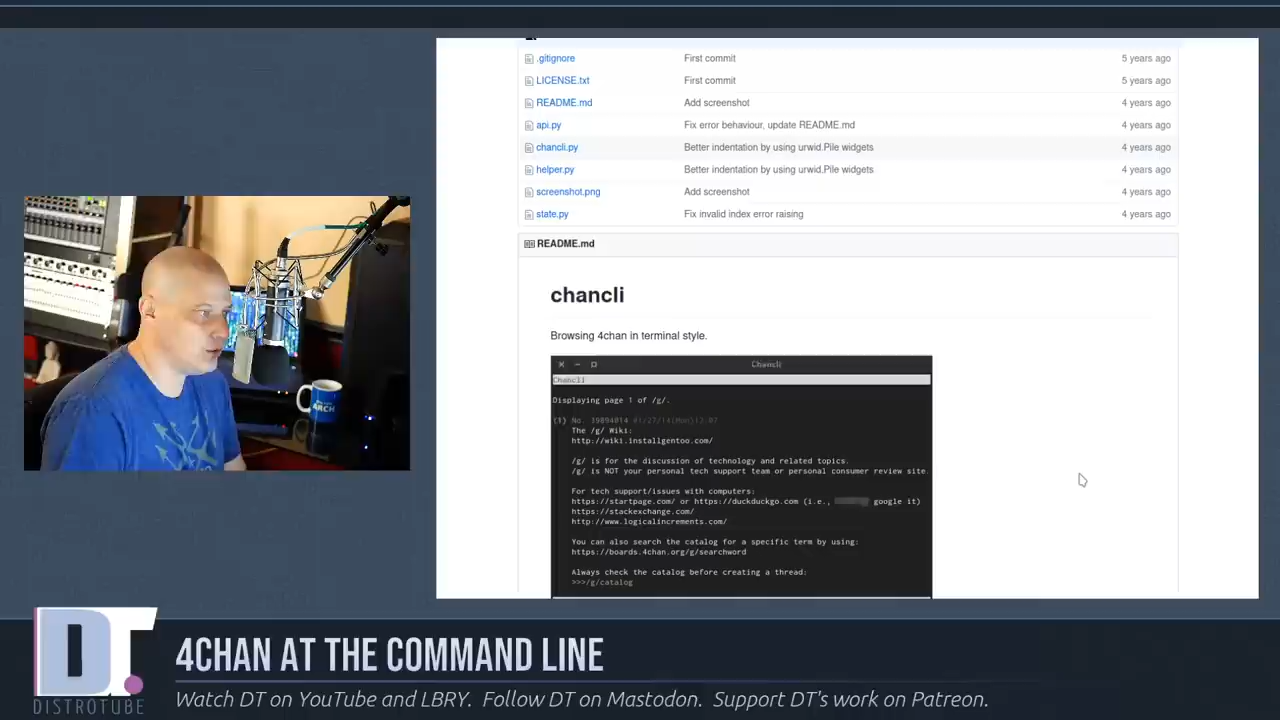 .gitignore First commit 5 years ago
LICENSE.txt First commit 5 years ago
README.md Add screenshot 4 years ago
api.py Fix error behaviour, update README.md 4 years ago
chancli.py Better indentation by using urwid.Pile widgets 4 years ago
helper.py Better indentation by using urwid.Pile widgets 4 years ago
screenshot.png Add screenshot 4 years ago
state.py Fix invalid index error raising 4 years ago
README.md
chancli
Browsing 4chan in terminal style.
Chancli
Chancli
Displaying page 1 of /g/.
The /g/ Wiki:
http://wiki.installgentoo.com/
/g/ is for the discussion of technology and related topics.
/g/ is NOT your personal tech support team or personal consumer review site.
For tech support/issues with computers:
https://startpage.com/ or https://duckduckgo.com (i.e., google it)
https://stackexchange.com/
http://www.logicalincrements.com/
You can also search the catalog for a specific term by using:
https://boards.4chan.org/g/searchword
Always check the catalog before creating a thread:
>>>/g/catalog
ARCH
DT
DISTROTUBE
4CHAN AT THE COMMAND LINE
Watch DT on YouTube and LBRY. Follow DT on Mastodon. Support DT's work on Patreon.